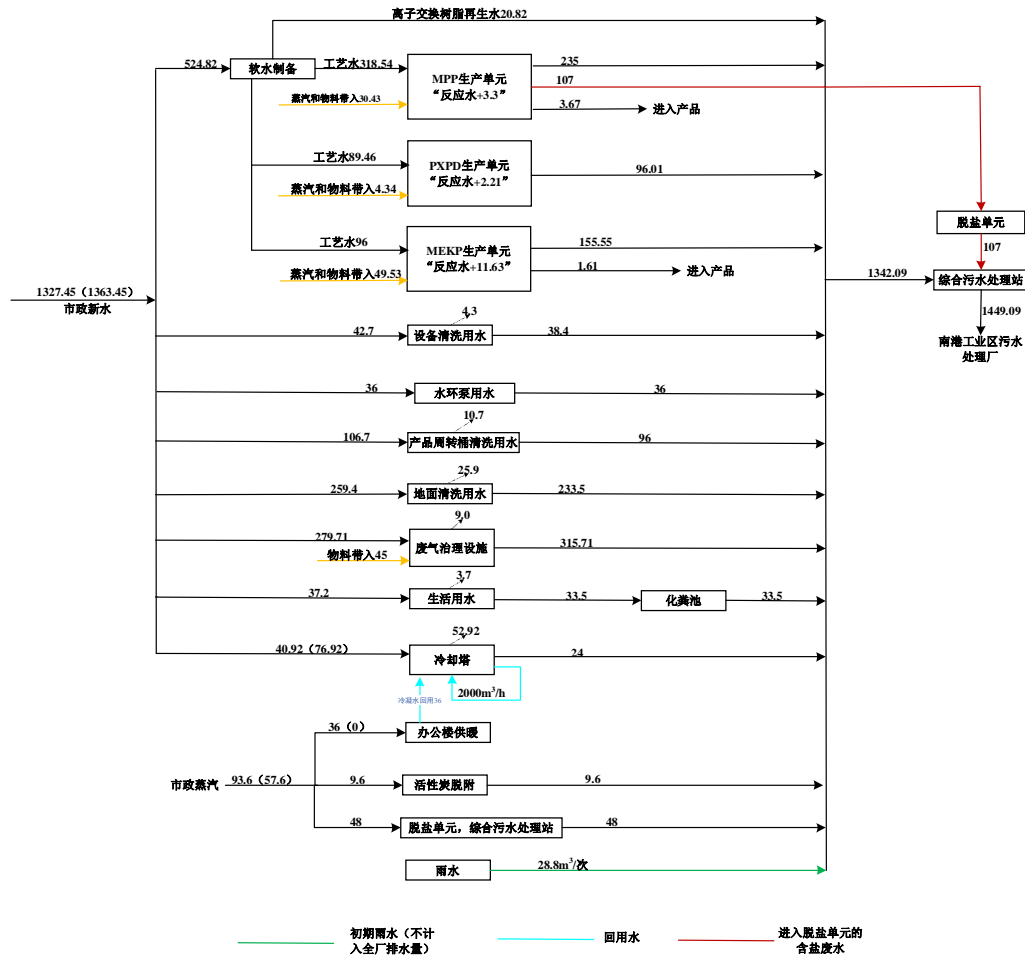 离子交换树脂再生水20.82
524.82
软水制备
工艺水318.54
蒸汽和物料带入30.43
MPP生产单元
“反应水+3.3”
235
107
3.67
进入产品
工艺水89.46
蒸汽和物料带入4.34
PXPD生产单元
“反应水+2.21”
96.01
工艺水96
蒸汽和物料带入49.53
MEKP生产单元
“反应水+11.63”
155.55
1.61
进入产品
脱盐单元
107
1342.09
综合污水处理站
1449.09
南港工业区污水
处理厂
1327.45（1363.45）
市政新水
42.7
4.3
设备清洗用水
38.4
36
水环泵用水
36
106.7
10.7
产品周转桶清洗用水
96
259.4
25.9
地面清洗用水
233.5
279.71
物料带入45
9.0
废气治理设施
315.71
37.2
3.7
生活用水
33.5
化粪池
33.5
40.92（76.92）
52.92
冷却塔
24
2000m³/h
冷凝水回用36
36（0）
办公楼供暖
市政蒸汽
93.6（57.6）
9.6
活性炭脱附
9.6
48
脱盐单元，综合污水处理站
48
雨水
28.8m³/次
初期雨水（不计
入全厂排水量）
回用水
进入脱盐单元的
含盐废水